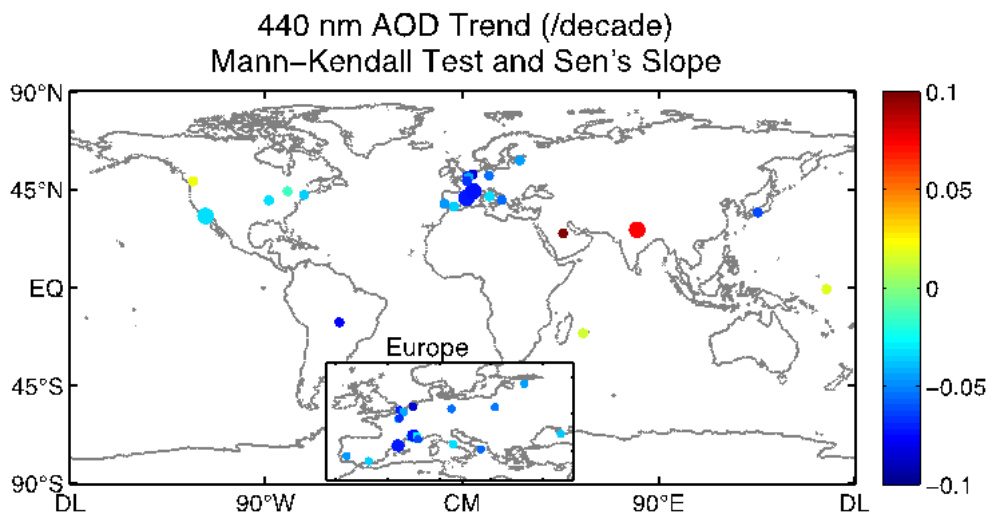 440 nm AOD Trend (/decade)
Mann−Kendall Test and Sen's Slope
90°N
45°N
EQ
45°S
90°S
DL
90°W
CM
90°E
DL
Europe
0.1
0.05
0
−0.05
−0.1